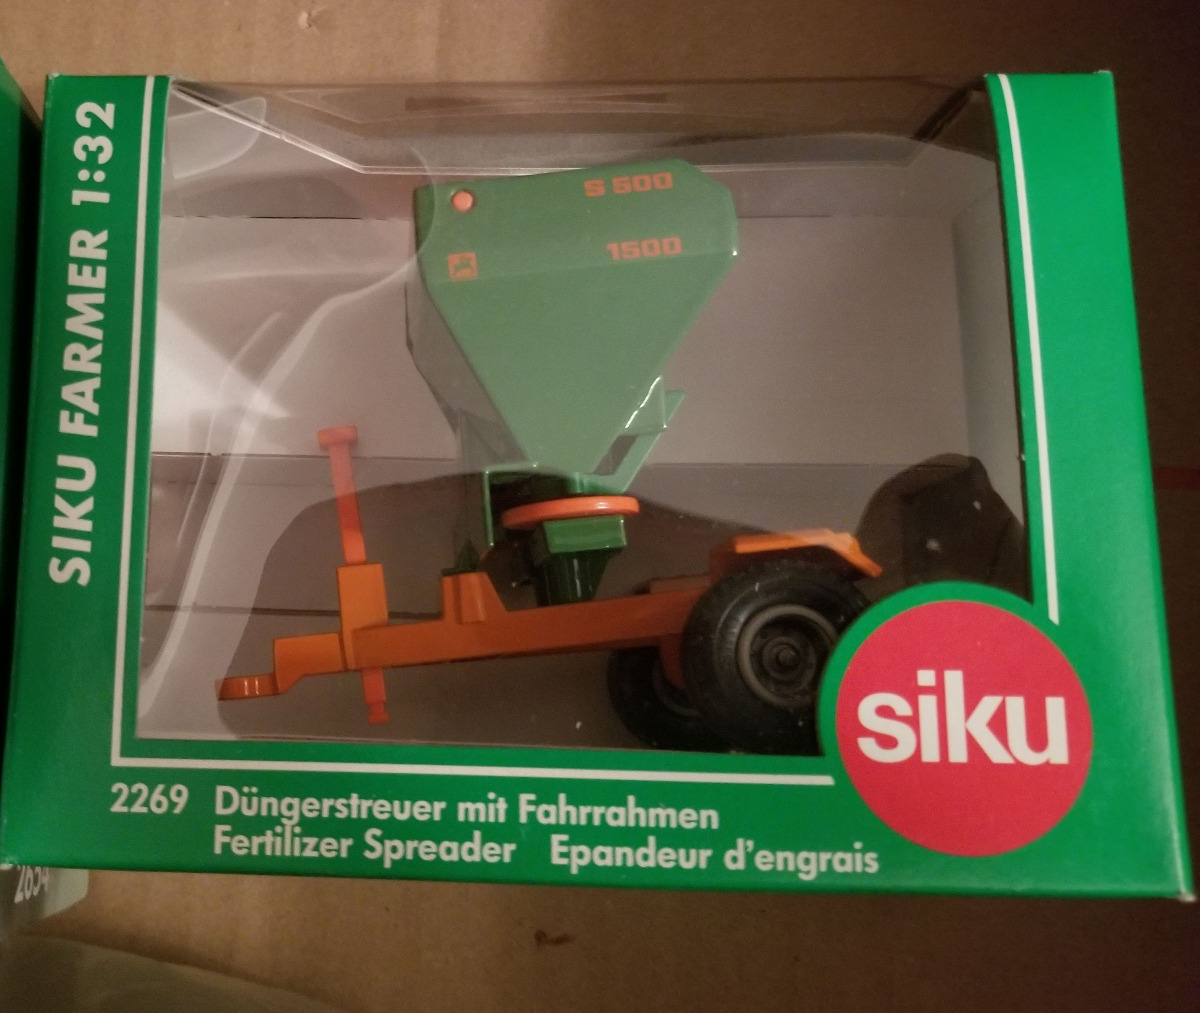 SIKU FARMER 1:32
S 500
1500
siku
2269 Düngerstreuer mit Fahrrahmen
Fertilizer Spreader Epandeur d'engrais